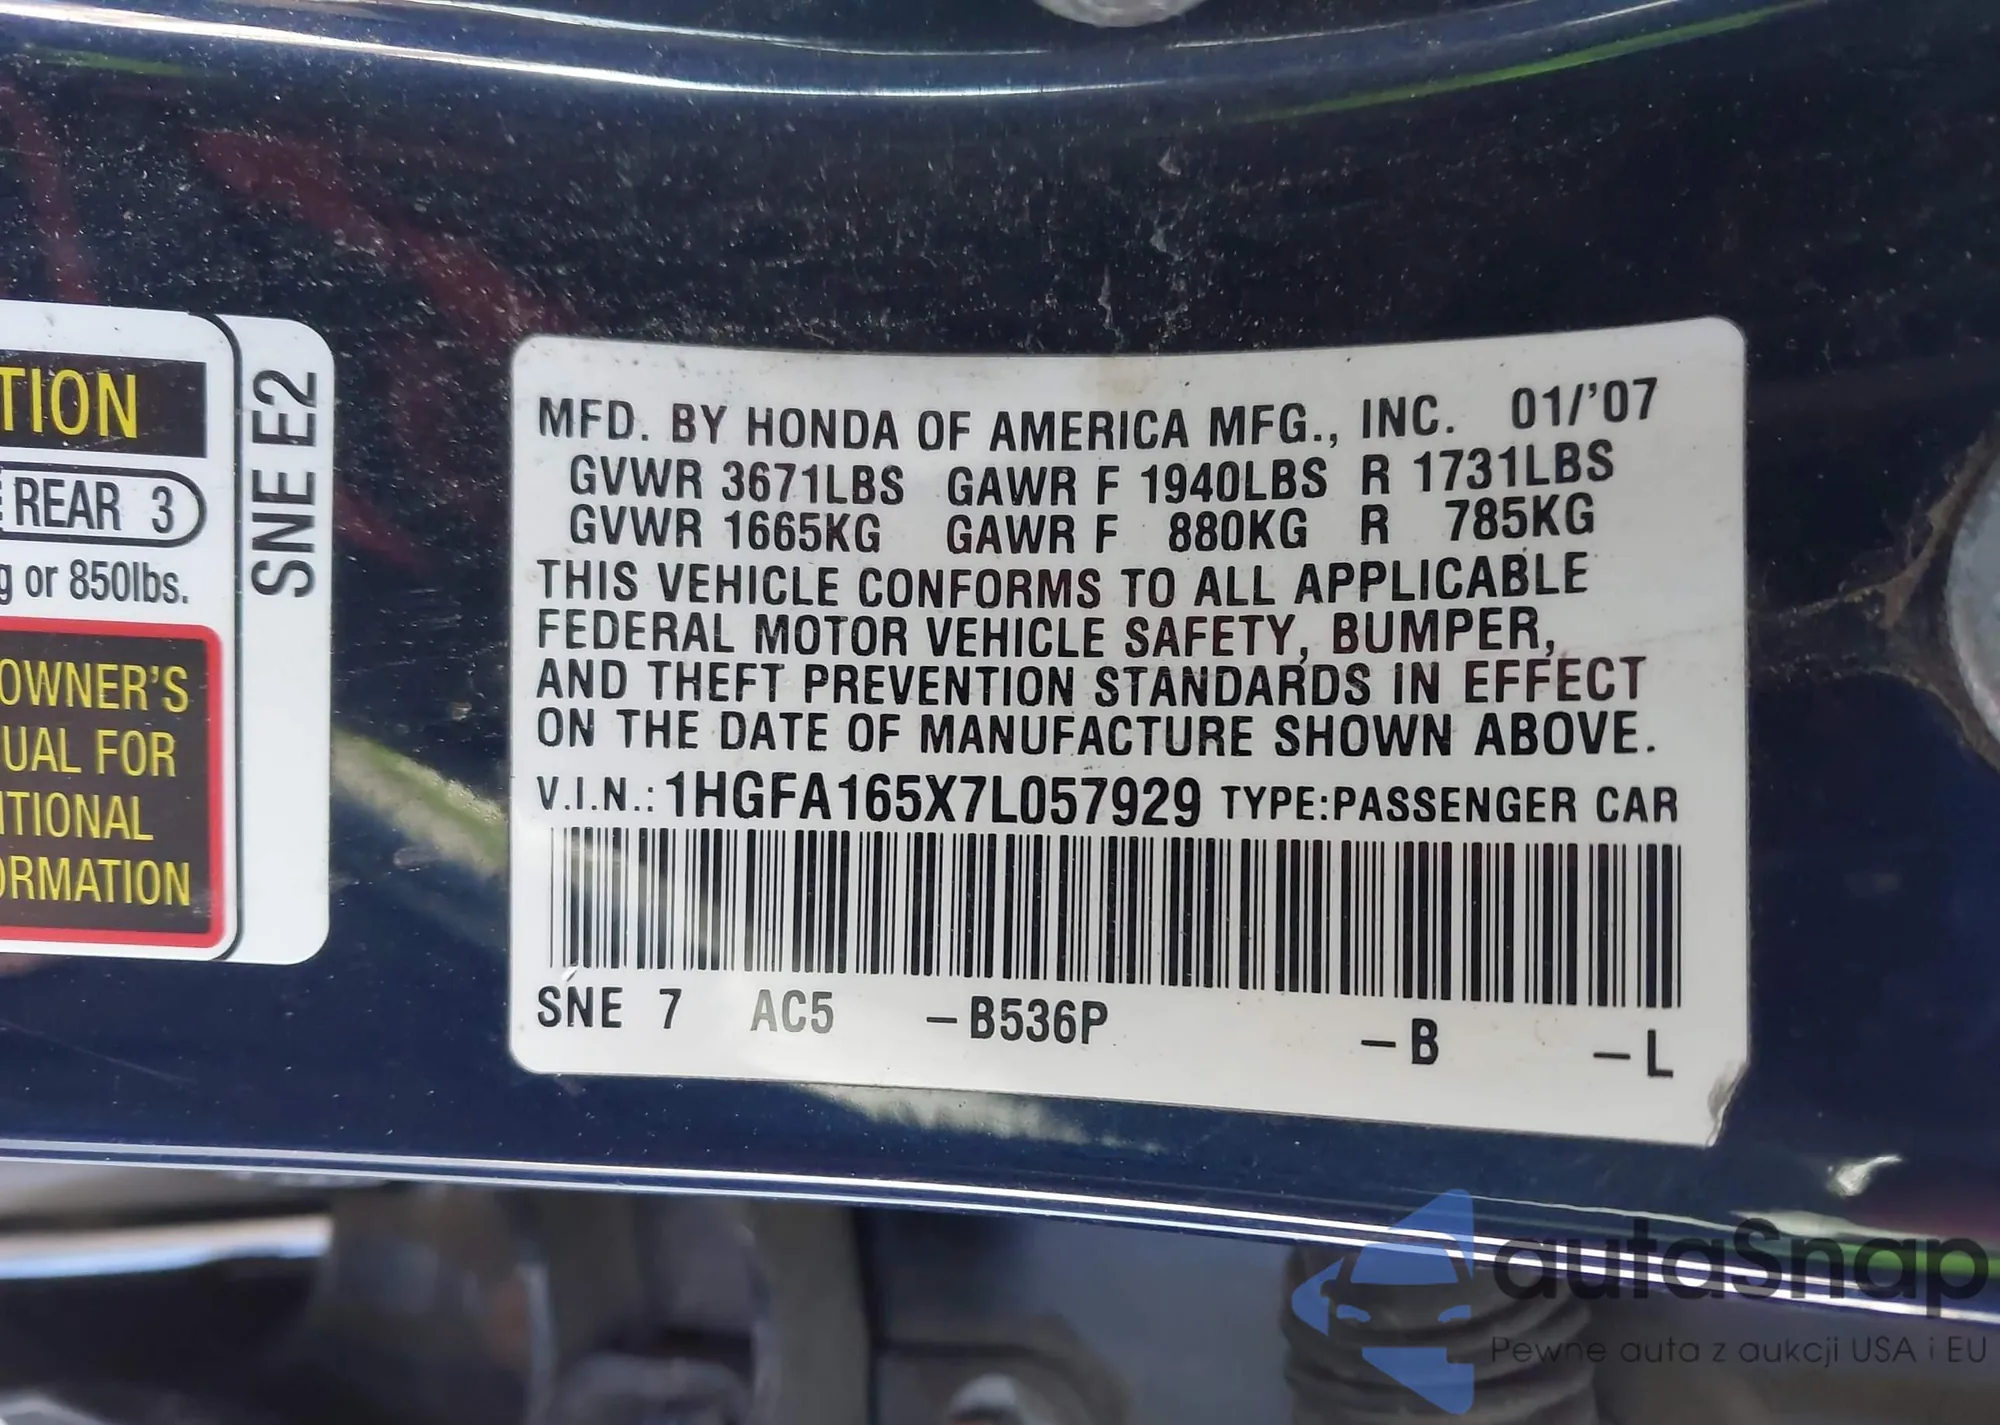 TION
REAR 3
g or 850lbs.
OWNER'S
UAL FOR
ITIONAL
ORMATION
SNE E2
MFD. BY HONDA OF AMERICA MFG., INC. 01/'07
GVWR 3671LBS GAWR F 1940LBS R 1731LBS
GVWR 1665KG GAWR F 880KG R 785KG
THIS VEHICLE CONFORMS TO ALL APPLICABLE
FEDERAL MOTOR VEHICLE SAFETY, BUMPER,
AND THEFT PREVENTION STANDARDS IN EFFECT
ON THE DATE OF MANUFACTURE SHOWN ABOVE.
V.I.N.: 1HGFA165X7L057929 TYPE:PASSENGER CAR
SNE 7 AC5 –B536P –B –L
autaSnap
Pewne auta z aukcji USA i EU